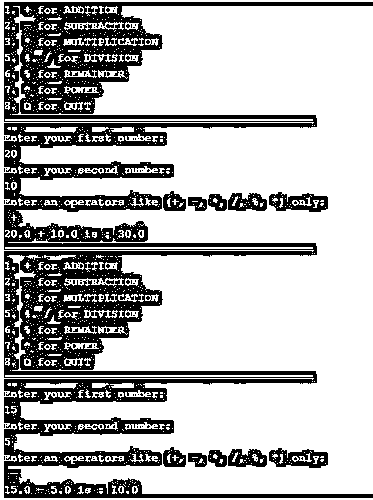 1, + for ADDITION
2, - for SUBTRACTION
3, * for MULTIPLICATION
5, for DIVISION
6, % for REMAINDER
7, ^ for POWER
8, Q for QUIT
Enter your first number:
20
Enter your second number:
10
Enter an operators like only:
+
20.0 + 10.0 is : 30.0
1, + for ADDITION
2, - for SUBTRACTION
3, * for MULTIPLICATION
5, for DIVISION
6, % for REMAINDER
7, ^ for POWER
8, Q for QUIT
Enter your first number:
15
Enter your second number:
5
Enter an operators like only:
-
15.0 - 5.0 is : 10.0